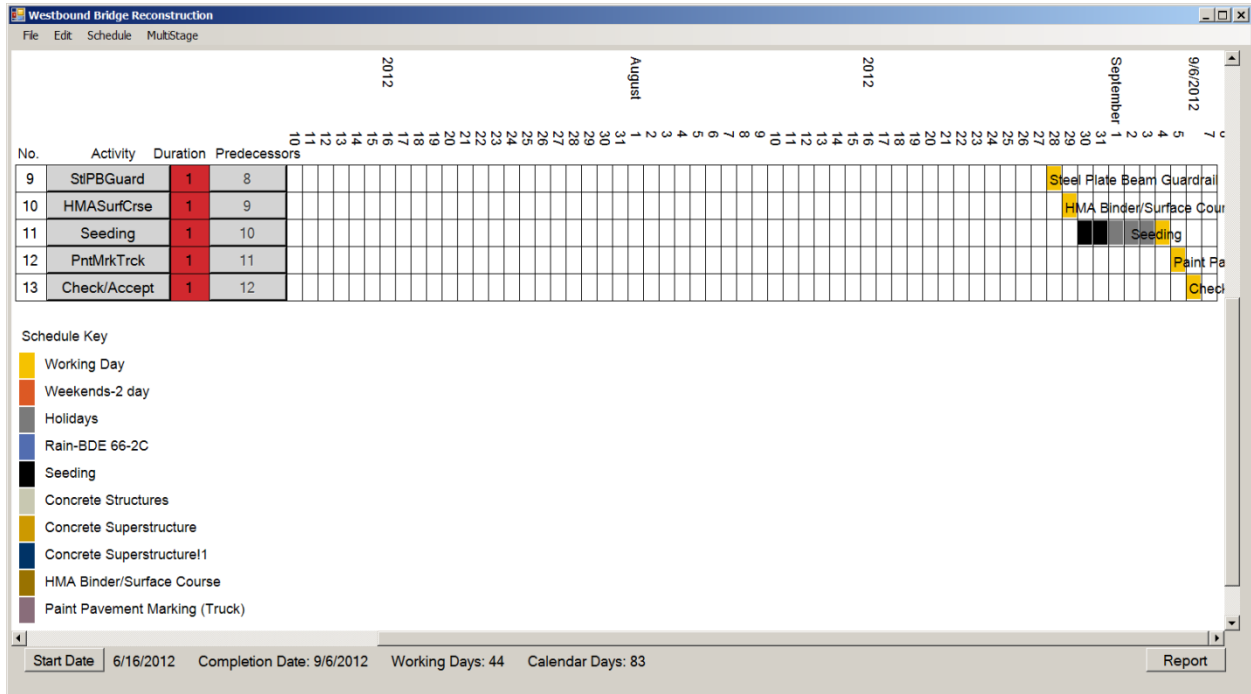 Westbound Bridge Reconstruction
File Edit Schedule MultiStage
2012 August 2012 September 9/6/2012
10 11 12 13 14 15 16 17 18 19 20 21 22 23 24 25 26 27 28 29 30 31 1 2 3 4 5 6 7 8 9 10 11 12 13 14 15 16 17 18 19 20 21 22 23 24 25 26 27 28 29 30 31 1 2 3 4 5 7
No. Activity Duration Predecessors
9 StlPBGuard 1 8 Steel Plate Beam Guardrail
10 HMASurfCrse 1 9 HMA Binder/Surface Cour
11 Seeding 1 10 Seeding
12 PntMrkTrck 1 11 Paint Pa
13 Check/Accept 1 12 Check
Schedule Key
Working Day
Weekends-2 day
Holidays
Rain-BDE 66-2C
Seeding
Concrete Structures
Concrete Superstructure
Concrete Superstructure!1
HMA Binder/Surface Course
Paint Pavement Marking (Truck)
Start Date 6/16/2012 Completion Date: 9/6/2012 Working Days: 44 Calendar Days: 83 Report